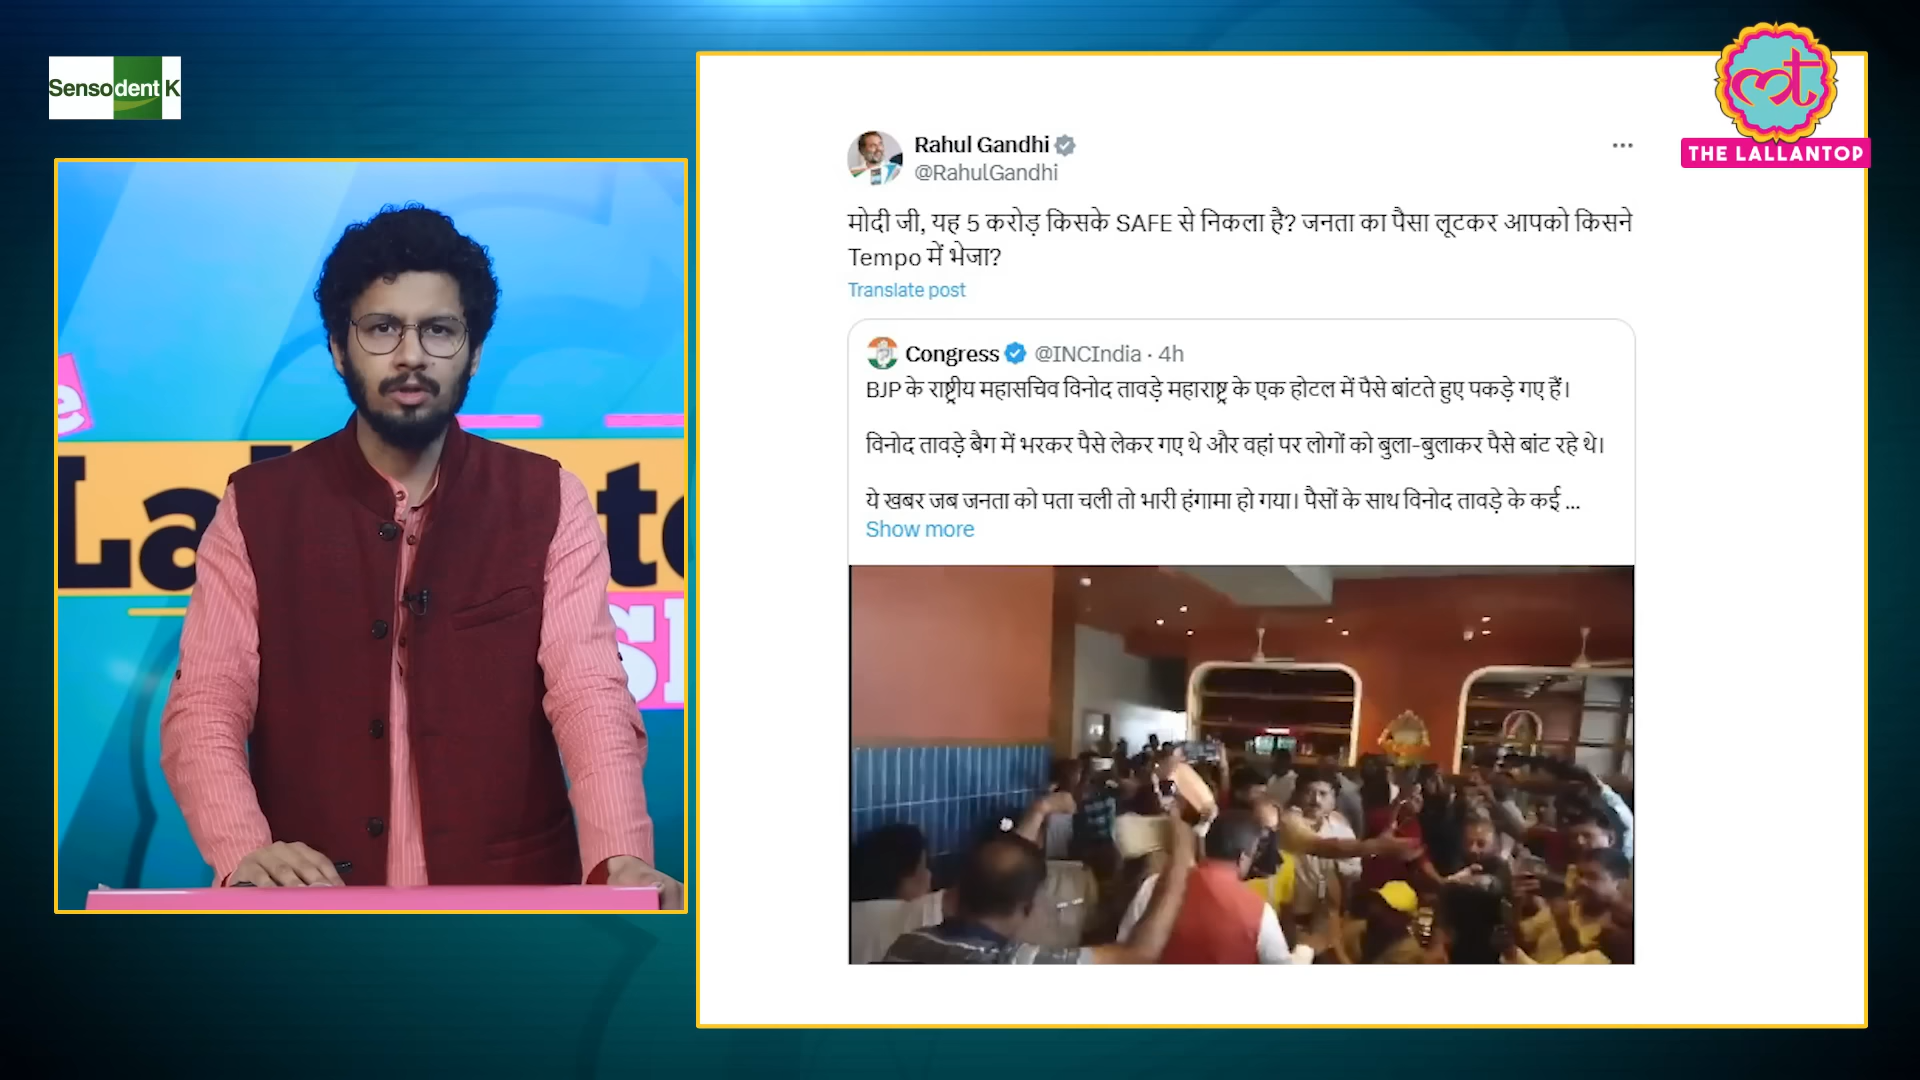 Sensodent K
THE LALLANTOP
Rahul Gandhi
@RahulGandhi
मोदी जी, यह 5 करोड़ किसके SAFE से निकला है? जनता का पैसा लूटकर आपको किसने
Tempo में भेजा?
Translate post
Congress @INCIndia · 4h
BJP के राष्ट्रीय महासचिव विनोद तावड़े महाराष्ट्र के एक होटल में पैसे बांटते हुए पकड़े गए हैं।
विनोद तावड़े बैग में भरकर पैसे लेकर गए थे और वहां पर लोगों को बुला-बुलाकर पैसे बांट रहे थे।
ये खबर जब जनता को पता चली तो भारी हंगामा हो गया। पैसों के साथ विनोद तावड़े के कई ...
Show more